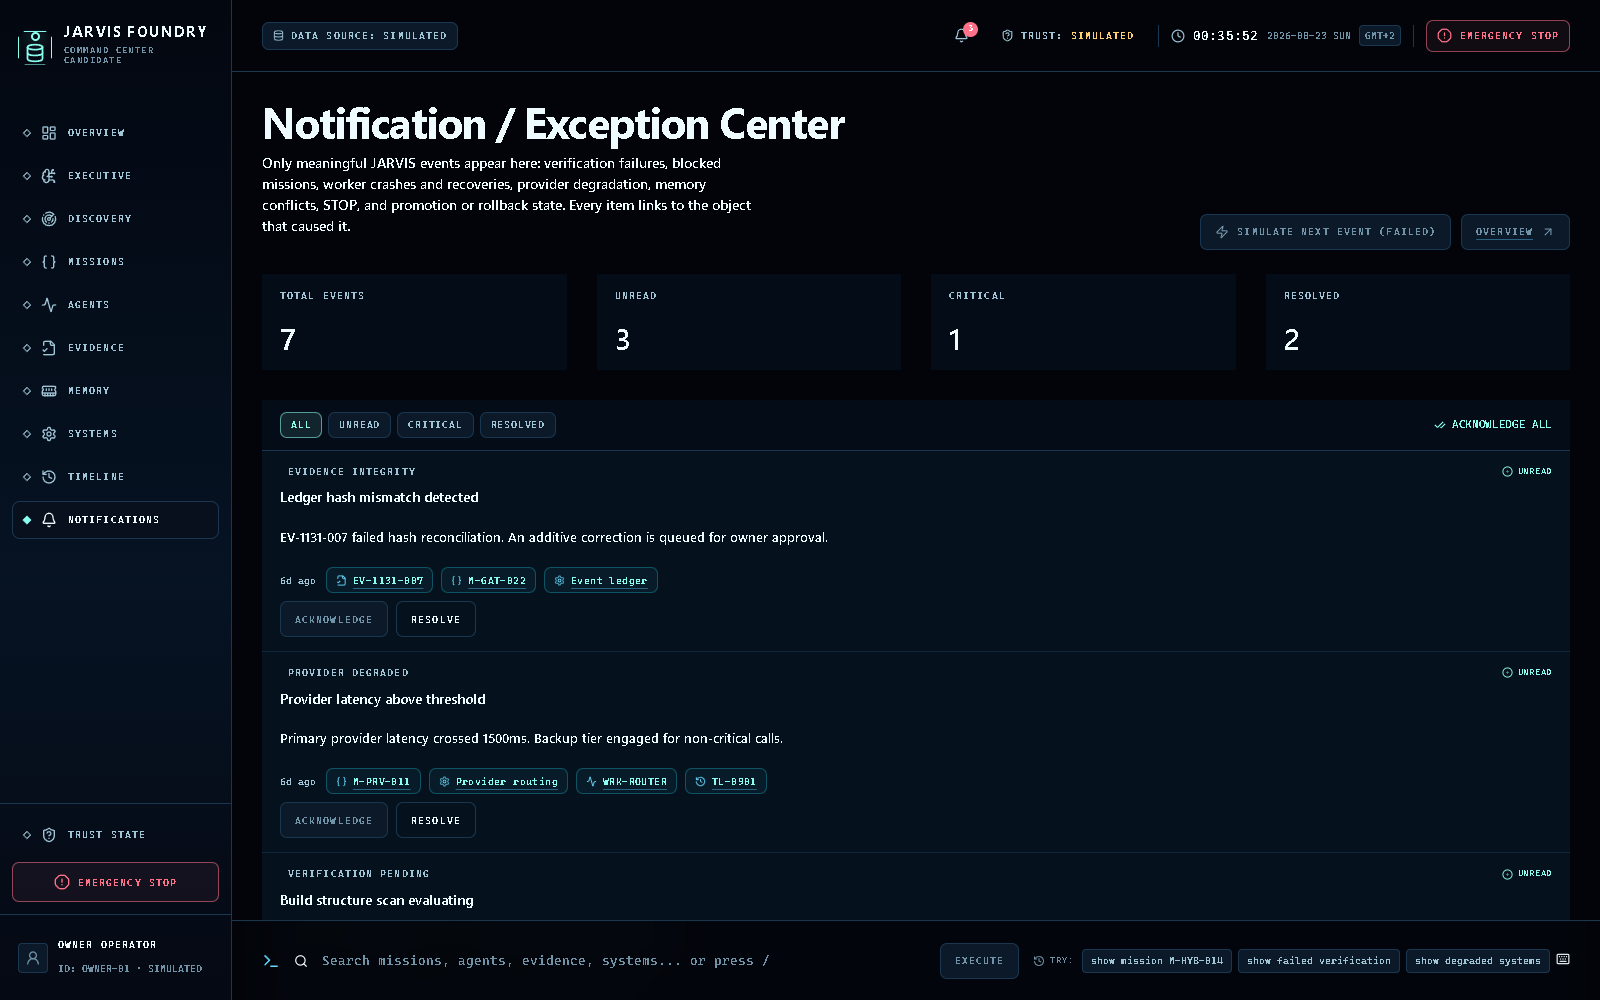 JARVIS FOUNDRY
COMMAND CENTER
CANDIDATE
OVERVIEW
EXECUTIVE
DISCOVERY
MISSIONS
AGENTS
EVIDENCE
MEMORY
SYSTEMS
TIMELINE
NOTIFICATIONS
TRUST STATE
EMERGENCY STOP
OWNER OPERATOR
ID: OWNER-01 • SIMULATED
DATA SOURCE: SIMULATED
3
TRUST: SIMULATED
00:35:52 2026-08-23 SUN GMT+2
EMERGENCY STOP
Notification / Exception Center
Only meaningful JARVIS events appear here: verification failures, blocked
missions, worker crashes and recoveries, provider degradation, memory
conflicts, STOP, and promotion or rollback state. Every item links to the object
that caused it.
SIMULATE NEXT EVENT (FAILED)
OVERVIEW
TOTAL EVENTS
7
UNREAD
3
CRITICAL
1
RESOLVED
2
ALL UNREAD CRITICAL RESOLVED
ACKNOWLEDGE ALL
EVIDENCE INTEGRITY
UNREAD
Ledger hash mismatch detected
EV-1131-007 failed hash reconciliation. An additive correction is queued for owner approval.
6d ago EV-1131-007 M-GAT-022 Event ledger
ACKNOWLEDGE RESOLVE
PROVIDER DEGRADED
UNREAD
Provider latency above threshold
Primary provider latency crossed 1500ms. Backup tier engaged for non-critical calls.
6d ago M-PRV-011 Provider routing WRK-ROUTER TL-0901
ACKNOWLEDGE RESOLVE
VERIFICATION PENDING
UNREAD
Build structure scan evaluating
Search missions, agents, evidence, systems... or press /
EXECUTE
TRY: show mission M-HYB-014 show failed verification show degraded systems